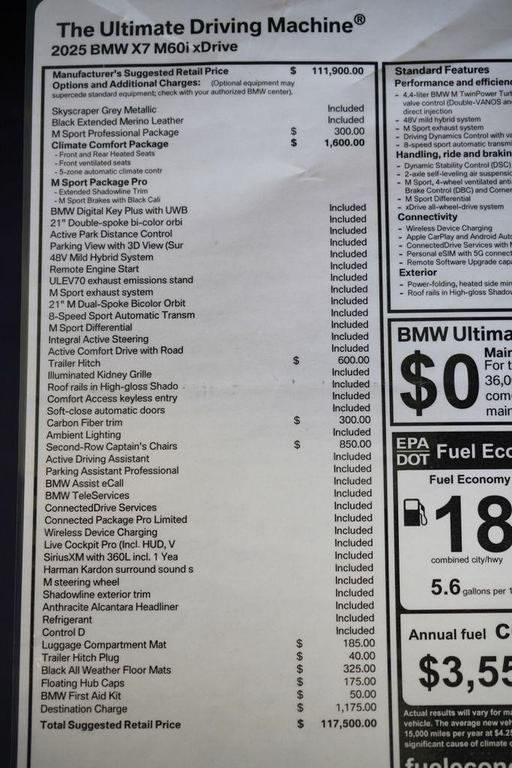 The Ultimate Driving Machine®
2025 BMW X7 M60i xDrive
Manufacturer's Suggested Retail Price $ 111,900.00
Options and Additional Charges: (Optional equipment may
supercede standard equipment; check with your authorized BMW center).
Skyscraper Grey Metallic Included
Black Extended Merino Leather Included
M Sport Professional Package $ 300.00
Climate Comfort Package $ 1,600.00
- Front and Rear Heated Seats
- Front ventilated seats
- 5-zone automatic climate contr
M Sport Package Pro
- Extended Shadowline Trim
- M Sport Brakes with Black Cali
BMW Digital Key Plus with UWB Included
21" Double-spoke bi-color orbi Included
Active Park Distance Control Included
Parking View with 3D View (Sur Included
48V Mild Hybrid System Included
Remote Engine Start Included
ULEV70 exhaust emissions stand Included
M Sport exhaust system Included
21" M Dual-Spoke Bicolor Orbit Included
8-Speed Sport Automatic Transm Included
M Sport Differential Included
Integral Active Steering Included
Active Comfort Drive with Road Included
Trailer Hitch $ 600.00
Illuminated Kidney Grille Included
Roof rails in High-gloss Shado Included
Comfort Access keyless entry Included
Soft-close automatic doors Included
Carbon Fiber trim $ 300.00
Ambient Lighting Included
Second-Row Captain's Chairs $ 850.00
Active Driving Assistant Included
Parking Assistant Professional Included
BMW Assist eCall Included
BMW TeleServices Included
ConnectedDrive Services Included
Connected Package Pro Limited Included
Wireless Device Charging Included
Live Cockpit Pro (Incl. HUD, V Included
SiriusXM with 360L incl. 1 Yea Included
Harman Kardon surround sound s Included
M steering wheel Included
Shadowline exterior trim Included
Anthracite Alcantara Headliner Included
Refrigerant Included
Control D Included
Luggage Compartment Mat $ 185.00
Trailer Hitch Plug $ 40.00
Black All Weather Floor Mats $ 325.00
Floating Hub Caps $ 175.00
BMW First Aid Kit $ 50.00
Destination Charge $ 1,175.00
Total Suggested Retail Price $ 117,500.00
Standard Features
Performance and efficienc
- 4.4-liter BMW M TwinPower Turb
valve control (Double-VANOS an
direct injection
- 48V mild hybrid system
- M Sport exhaust system
- Driving Dynamics Control with va
- 8-speed sport automatic transm
Handling, ride and brakin
- Dynamic Stability Control (DSC)
- 2-axle self-leveling air suspensio
- M Sport, 4-wheel ventilated anti
Brake Control (DBC) and Corner
- M Sport Differential
- xDrive all-wheel-drive system
Connectivity
- Wireless Device Charging
- Apple CarPlay and Android Aut
- ConnectedDrive Services with
- Personal eSIM with 5G connect
- Remote Software Upgrade cap
Exterior
- Power-folding, heated side min
- Roof rails in High-gloss Shadow
BMW Ultima
$0
Main
For t
36,0
com
main
EPA
DOT
Fuel Eco
Fuel Economy
18
combined city/hwy
5.6 gallons per 1
Annual fuel C
$3,55
Actual results will vary for ma
vehicle. The average new veh
15,000 miles per year at $4.25
significant cause of climate c
fuelecon